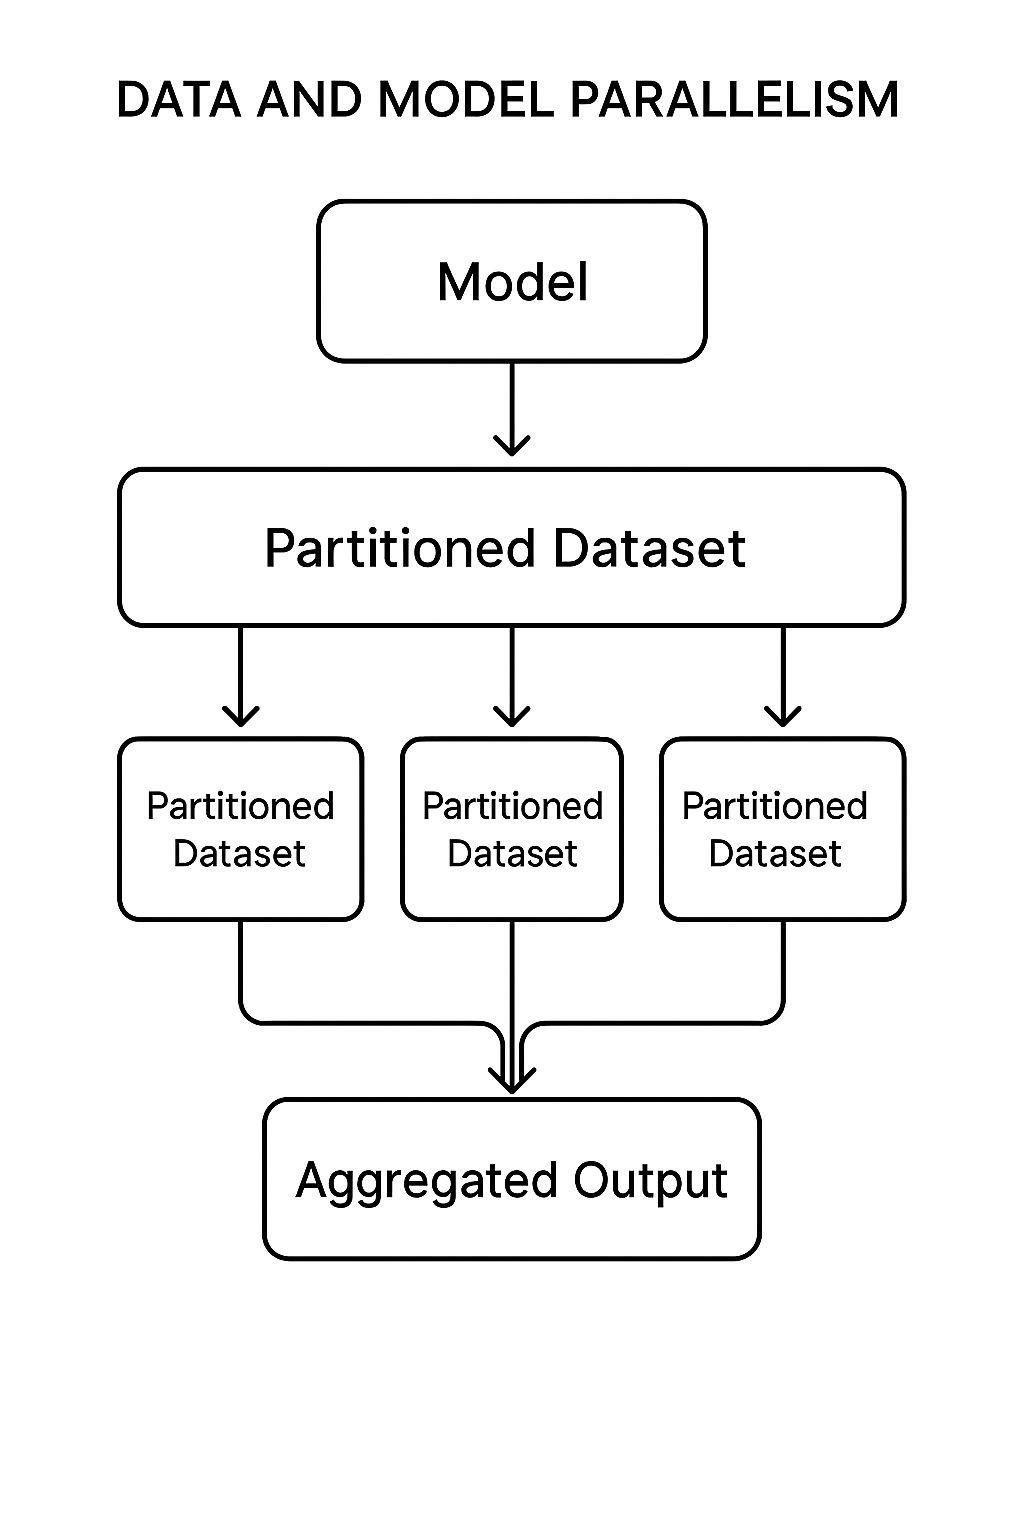 DATA AND MODEL PARALLELISM
Model
Partitioned Dataset
Partitioned
Dataset
Partitioned
Dataset
Partitioned
Dataset
Aggregated Output